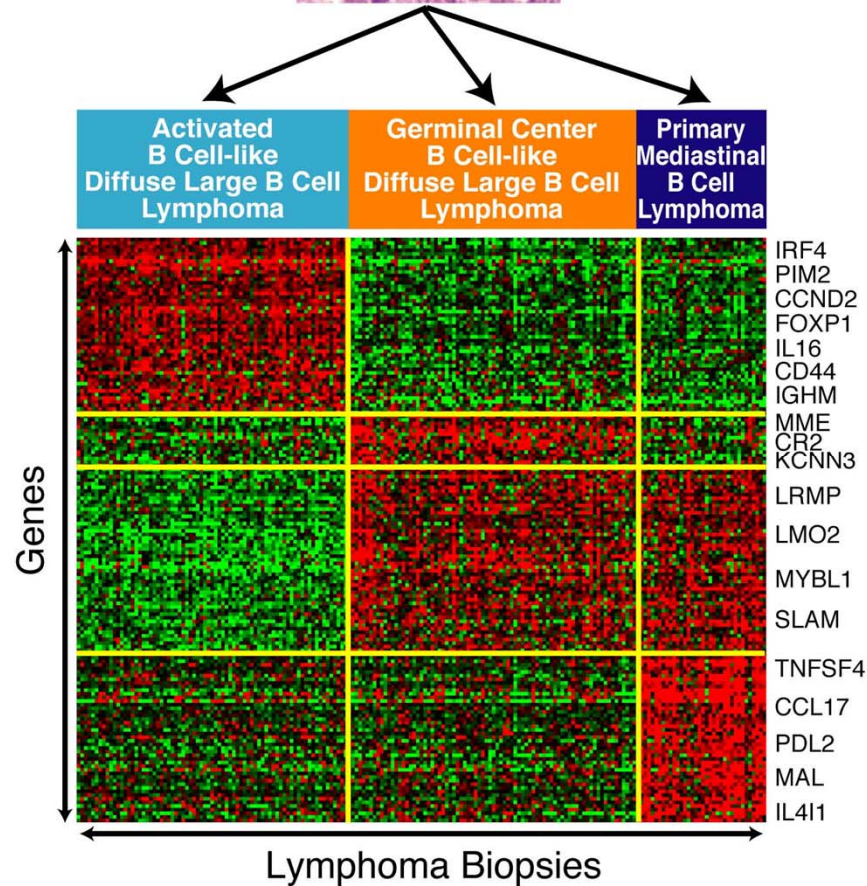 Activated
B Cell-like
Diffuse Large B Cell
Lymphoma
Germinal Center
B Cell-like
Diffuse Large B Cell
Lymphoma
Primary
Mediastinal
B Cell
Lymphoma
Genes
IRF4
PIM2
CCND2
FOXP1
IL16
CD44
IGHM
MME
CR2
KCNN3
LRMP
LMO2
MYBL1
SLAM
TNFSF4
CCL17
PDL2
MAL
IL4I1
Lymphoma Biopsies